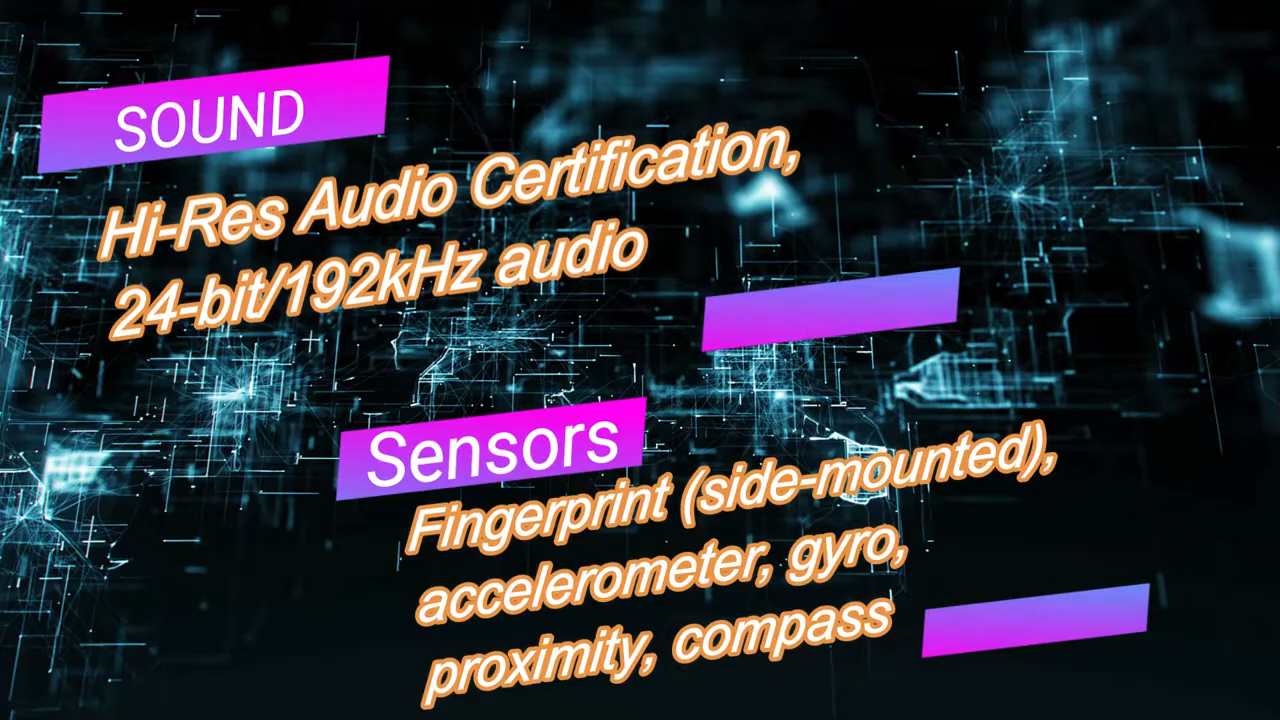 SOUND
Hi-Res Audio Certification,
24-bit/192kHz audio
Sensors
Fingerprint (side-mounted),
accelerometer, gyro,
proximity, compass